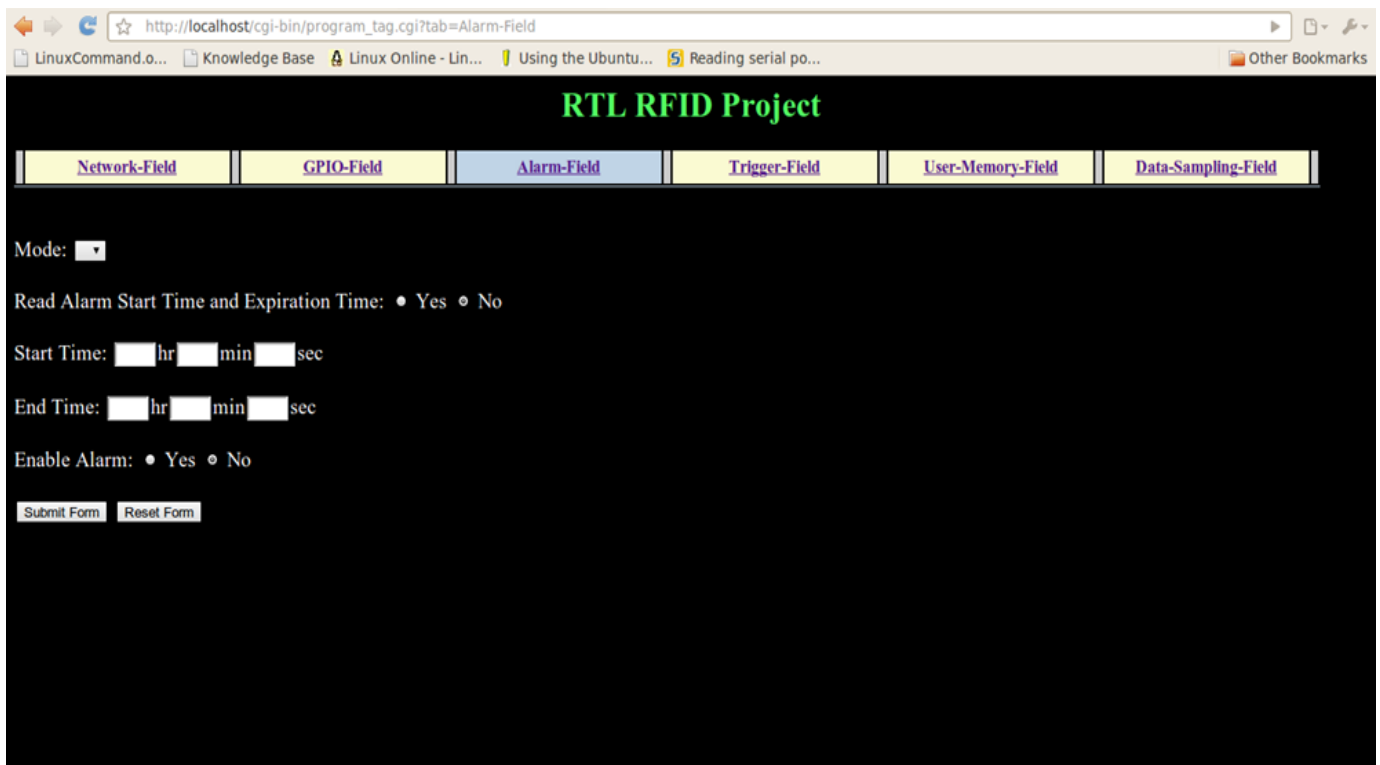 http://localhost/cgi-bin/program_tag.cgi?tab=Alarm-Field
LinuxCommand.o... Knowledge Base Linux Online - Lin... Using the Ubuntu... Reading serial po... Other Bookmarks
RTL RFID Project
Network-Field GPIO-Field Alarm-Field Trigger-Field User-Memory-Field Data-Sampling-Field
Mode:
Read Alarm Start Time and Expiration Time: Yes No
Start Time: hr min sec
End Time: hr min sec
Enable Alarm: Yes No
Submit Form Reset Form